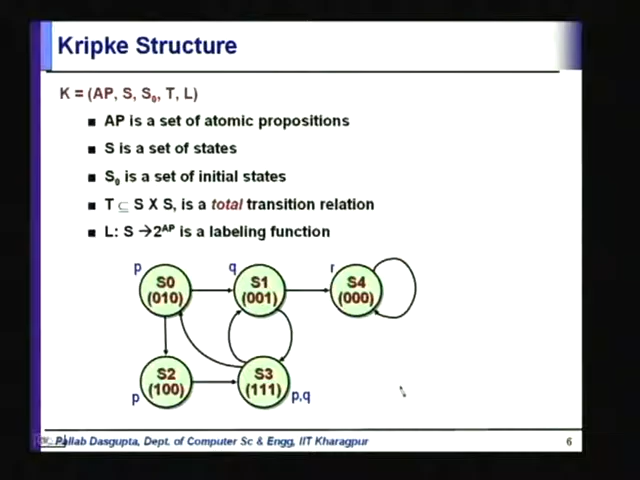 Kripke Structure
K = (AP, S, S₀, T, L)
■ AP is a set of atomic propositions
■ S is a set of states
■ S₀ is a set of initial states
■ T ⊆ S X S, is a total transition relation
■ L: S →2ᴬᴾ is a labeling function
p q r
S0 S1 S4
(010) (001) (000)
S2 S3
(100) (111)
p p,q
Pallab Dasgupta, Dept. of Computer Sc & Engg, IIT Kharagpur 6